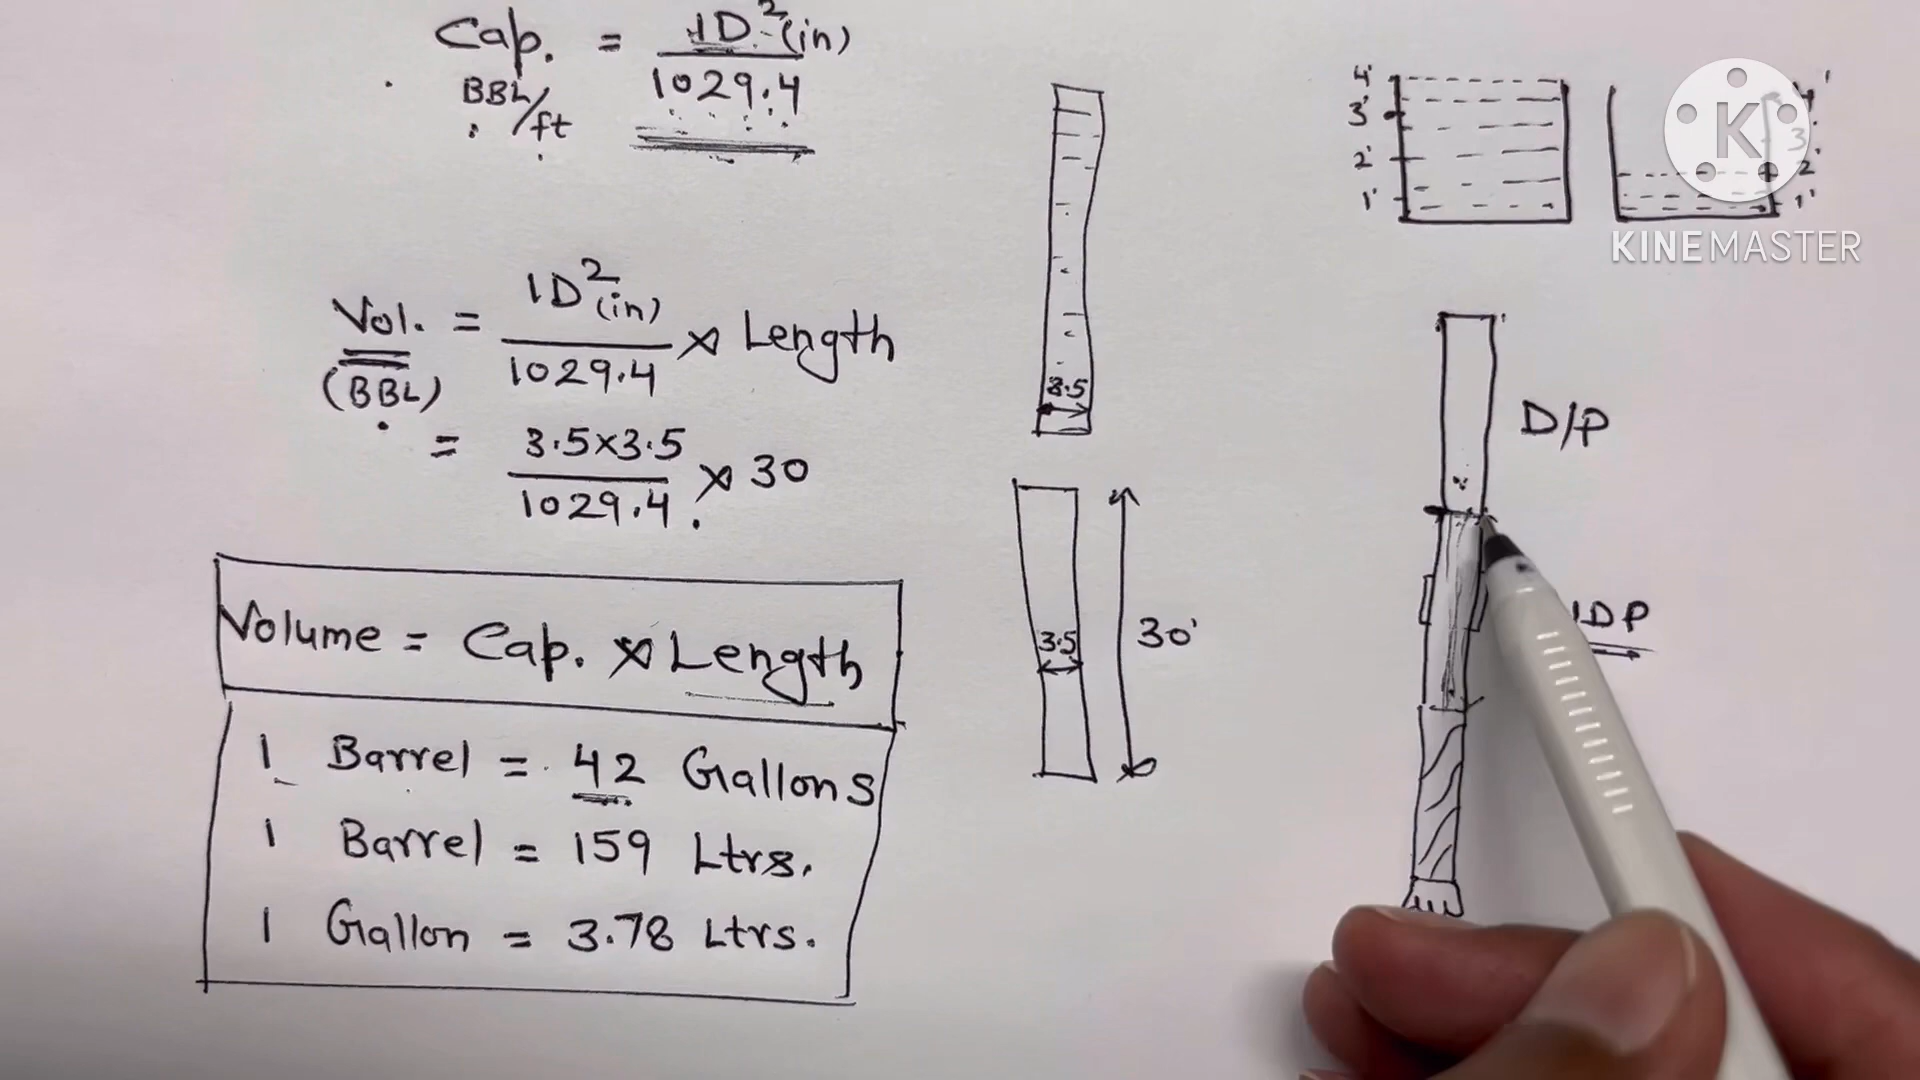 Cap. = ID²(in) / 1029.4
BBL/ft
Vol. = ID²(in) / 1029.4 × Length
(BBL)
= 3.5×3.5 / 1029.4 × 30
Volume = Cap. × Length
1 Barrel = 42 Gallons
1 Barrel = 159 Ltrs.
1 Gallon = 3.78 Ltrs.
3.5
3.5
30'
4'
3'
2'
1'
4'
3'
2'
1'
K
KINEMASTER
D/P
DP